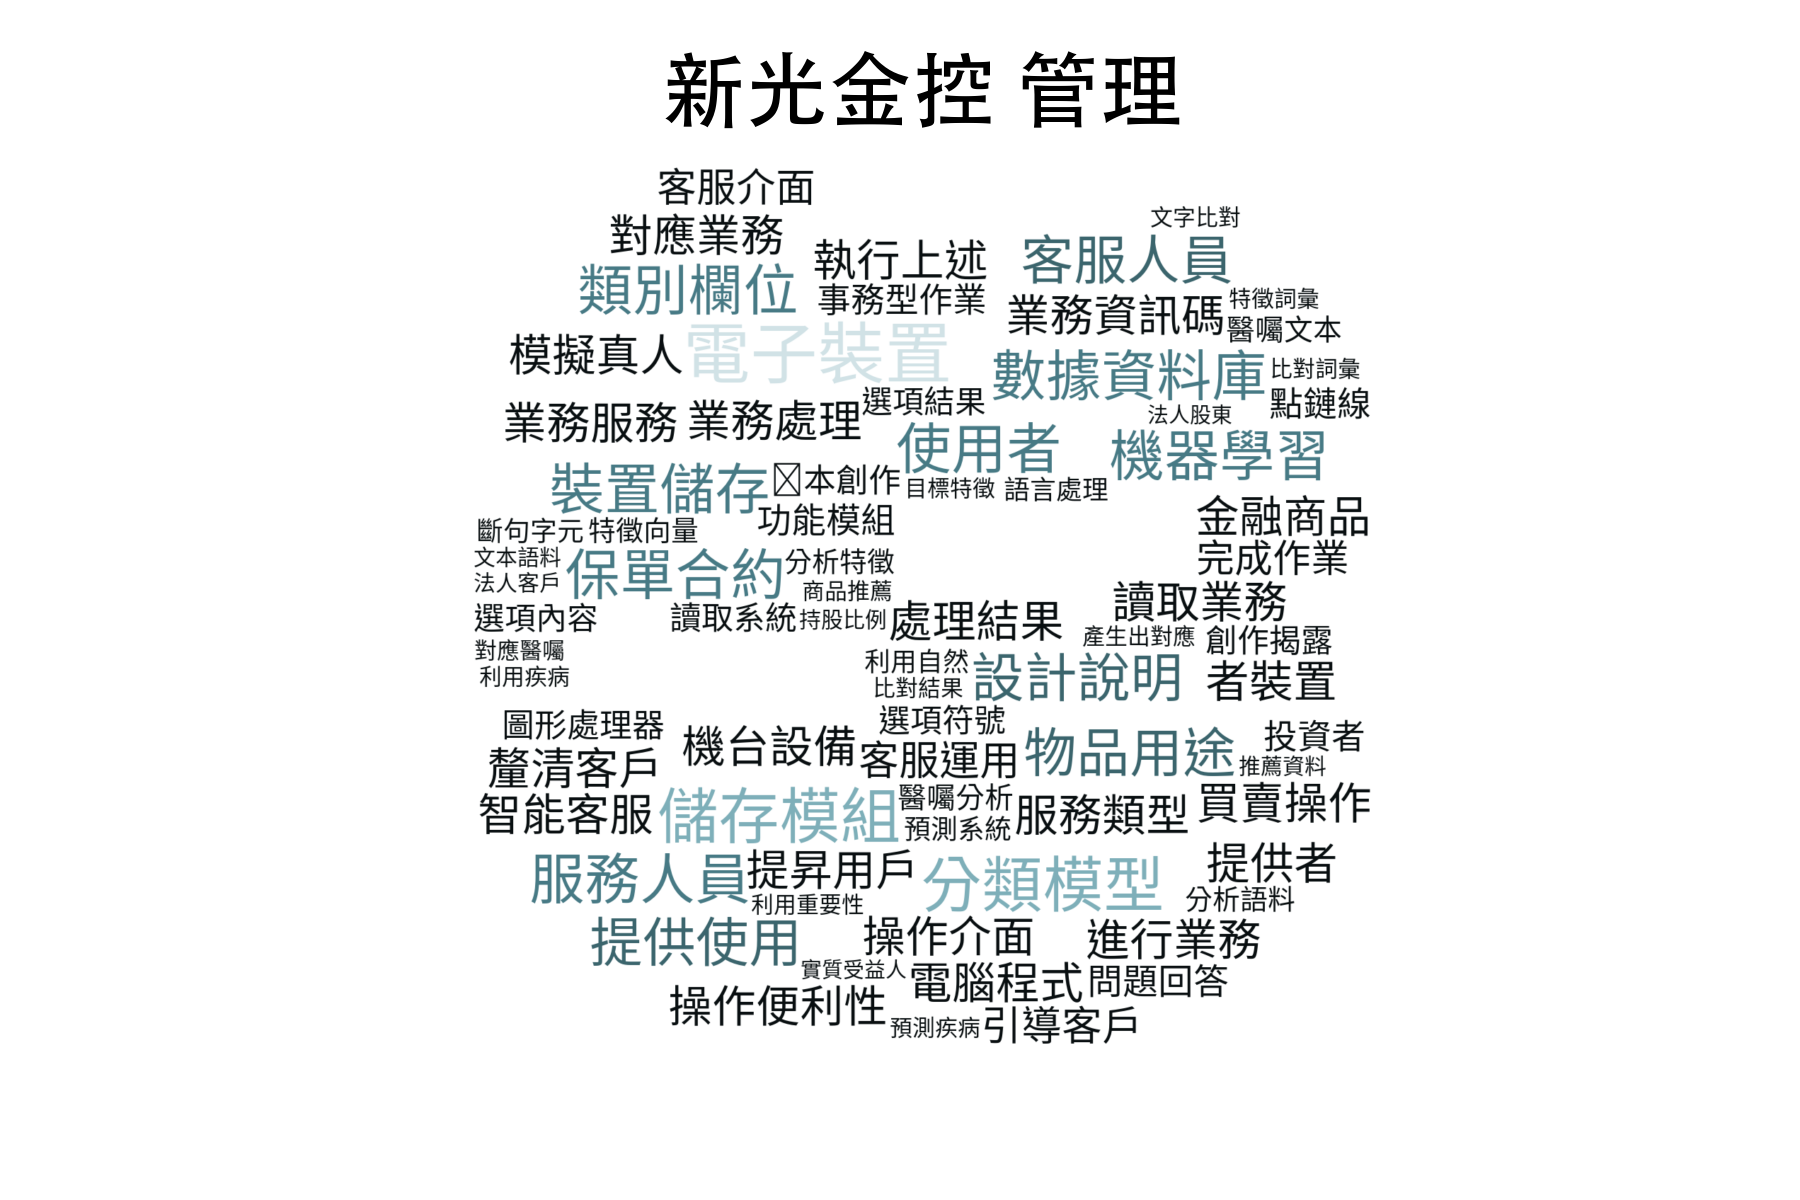 新光金控 管理
客服介面
文字比對
對應業務
執行上述
客服人員
類別欄位
事務型作業
特徵詞彙
業務資訊碼
醫囑文本
模擬真人
電子裝置
數據資料庫
比對詞彙
選項結果
點鏈線
業務服務
業務處理
法人股東
使用者
機器學習
裝置儲存
本創作
目標特徵
語言處理
金融商品
功能模組
斷句字元
特徵向量
文本語料
完成作業
法人客戶
保單合約
分析特徵
商品推薦
讀取業務
選項內容
讀取系統
持股比例
處理結果
產生出對應
創作揭露
對應醫囑
利用自然
設計說明
者裝置
利用疾病
比對結果
圖形處理器
選項符號
投資者
機台設備
客服運用
物品用途
推薦資料
釐清客戶
醫囑分析
買賣操作
智能客服
儲存模組
預測系統
服務類型
服務人員
提昇用戶
分類模型
提供者
利用重要性
分析語料
提供使用
操作介面
進行業務
實質受益人
電腦程式
問題回答
操作便利性
預測疾病
引導客戶